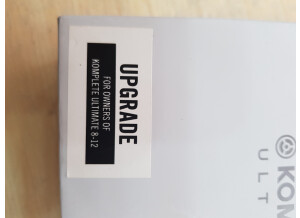 UPGRADE
FOR OWNERS OF
KOMPLETE ULTIMATE 8-12
KOM
ULT